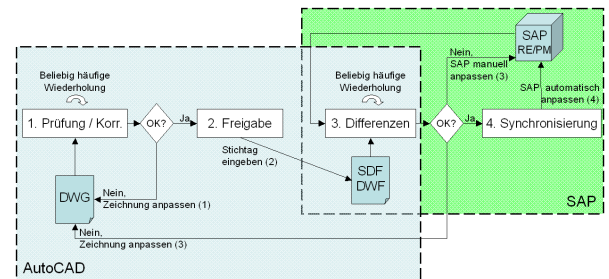 SAP
RE/PM
Nein,
SAP manuell
anpassen (3)
SAP automatisch
anpassen (4)
Beliebig häufige
Wiederholung
Beliebig häufige
Wiederholung
1. Prüfung / Korr.
OK?
Ja
2. Freigabe
3. Differenzen
OK?
Ja
4. Synchronisierung
Stichtag
eingeben (2)
SDF
DWF
DWG
Nein,
Zeichnung anpassen (1)
SAP
Nein,
Zeichnung anpassen (3)
AutoCAD